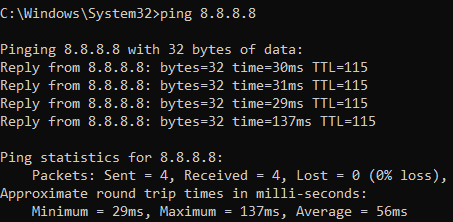 C:\Windows\System32>ping 8.8.8.8
Pinging 8.8.8.8 with 32 bytes of data:
Reply from 8.8.8.8: bytes=32 time=30ms TTL=115
Reply from 8.8.8.8: bytes=32 time=31ms TTL=115
Reply from 8.8.8.8: bytes=32 time=29ms TTL=115
Reply from 8.8.8.8: bytes=32 time=137ms TTL=115
Ping statistics for 8.8.8.8:
    Packets: Sent = 4, Received = 4, Lost = 0 (0% loss),
Approximate round trip times in milli-seconds:
    Minimum = 29ms, Maximum = 137ms, Average = 56ms